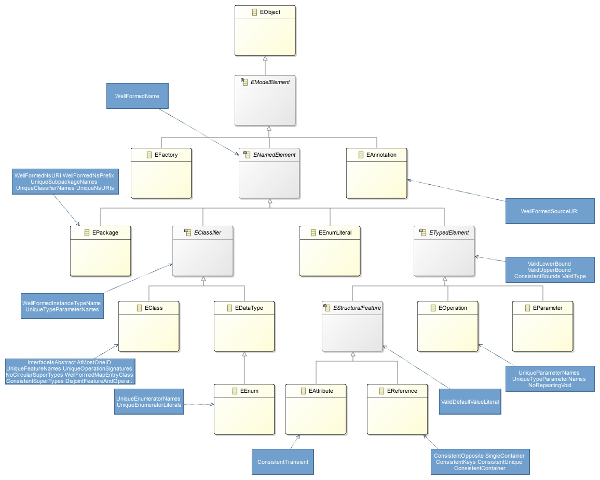 EObject
EModelElement
WellFormedName
EFactory
ENamedElement
EAnnotation
WellFormedNsURI WellFormedNsPrefix
UniqueSubpackageNames
UniqueClassifierNames UniqueNsURIs
WellFormedSourceURI
EPackage
EClassifier
EEnumLiteral
ETypedElement
ValidLowerBound
ValidUpperBound
ConsistentBounds ValidType
WellFormedInstanceTypeName
UniqueTypeParameterNames
EClass
EDataType
EStructuralFeature
EOperation
EParameter
InterfaceIsAbstract AtMostOneID
UniqueFeatureNames UniqueOperationSignatures
NoCircularSuperTypes WellFormedMapEntryClass
ConsistentSuperTypes DisjointFeatureAndOperat..
UniqueParameterNames
UniqueTypeParameterNames
NoRepeatingVoid
UniqueEnumeratorNames
UniqueEnumeratorLiterals
EEnum
EAttribute
EReference
ValidDefaultValueLiteral
ConsistentTransient
ConsistentOpposite SingleContainer
ConsistentKeys ConsistentUnique
ConsistentContainer